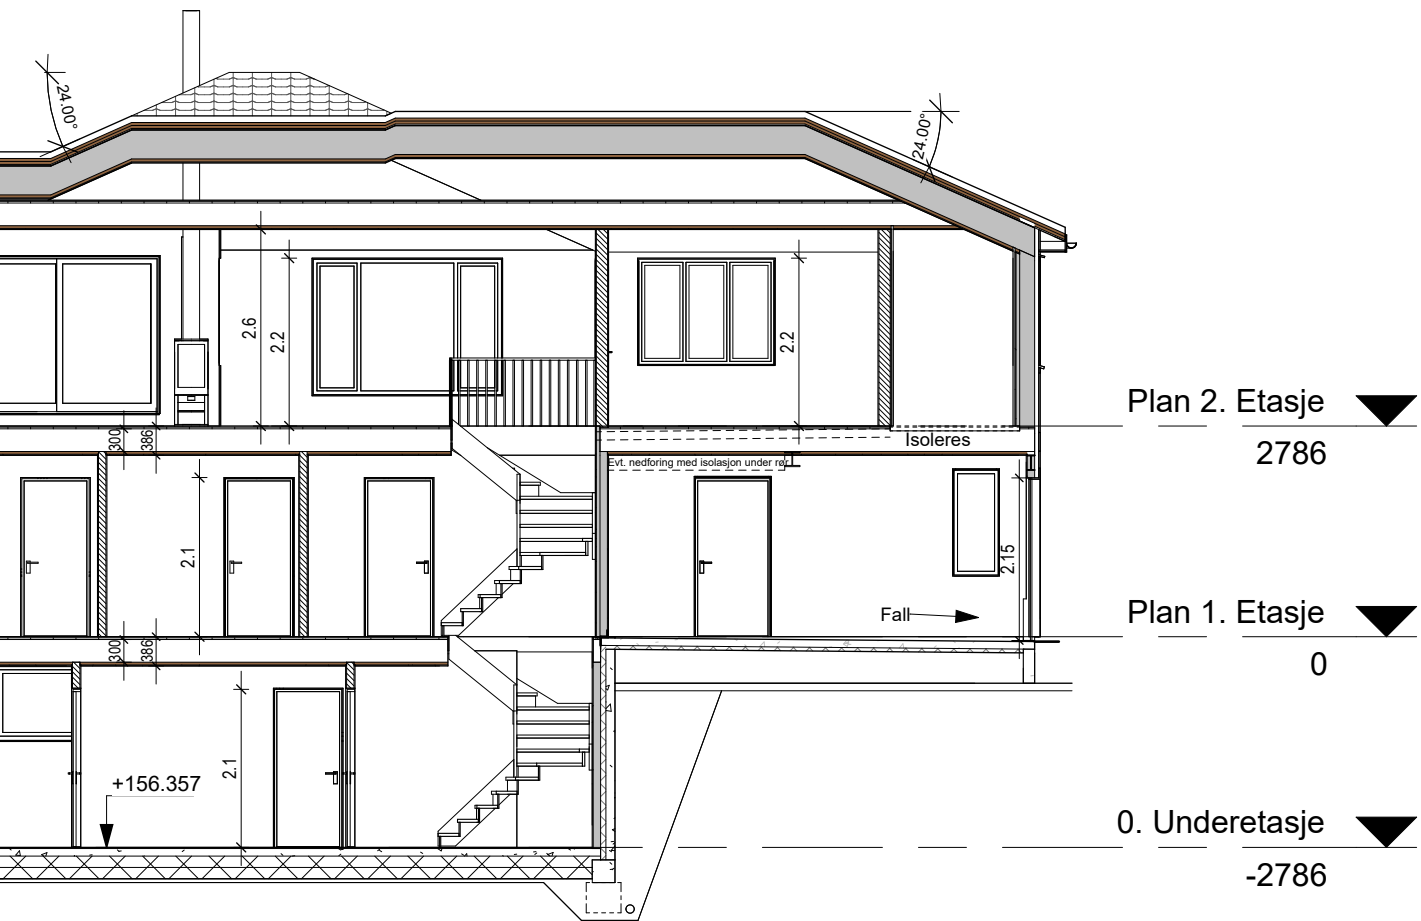 24.00°
24.00°
2.6
2.2
2.2
Plan 2. Etasje
2786
300
386
Isoleres
Evt. nedforing med isolasjon under rør
2.1
2.15
Fall
Plan 1. Etasje
0
300
386
2.1
+156.357
0. Underetasje
-2786